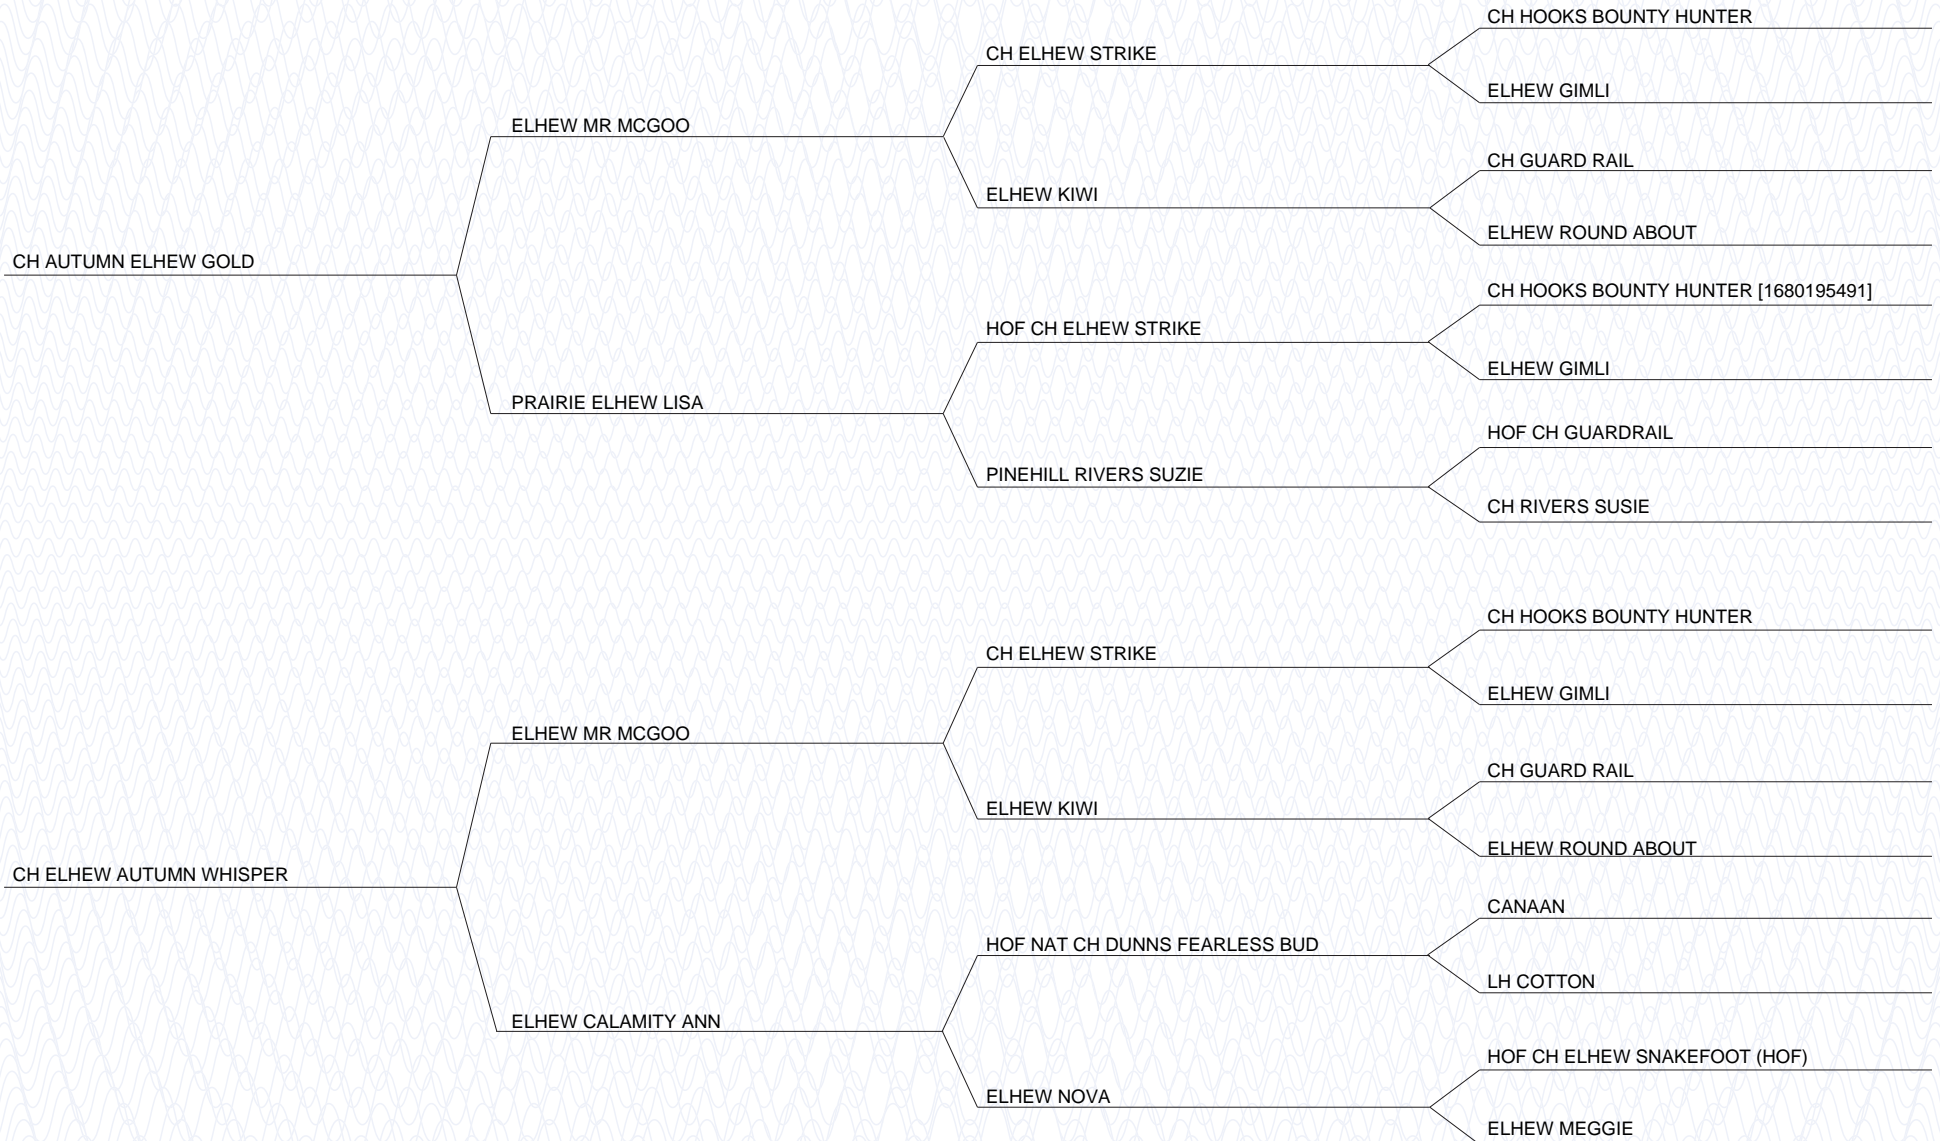 CH HOOKS BOUNTY HUNTER
CH ELHEW STRIKE
ELHEW GIMLI
ELHEW MR MCGOO
CH GUARD RAIL
ELHEW KIWI
ELHEW ROUND ABOUT
CH AUTUMN ELHEW GOLD
CH HOOKS BOUNTY HUNTER [1680195491]
HOF CH ELHEW STRIKE
ELHEW GIMLI
PRAIRIE ELHEW LISA
HOF CH GUARDRAIL
PINEHILL RIVERS SUZIE
CH RIVERS SUSIE
CH HOOKS BOUNTY HUNTER
CH ELHEW STRIKE
ELHEW GIMLI
ELHEW MR MCGOO
CH GUARD RAIL
ELHEW KIWI
ELHEW ROUND ABOUT
CH ELHEW AUTUMN WHISPER
CANAAN
HOF NAT CH DUNNS FEARLESS BUD
LH COTTON
ELHEW CALAMITY ANN
HOF CH ELHEW SNAKEFOOT (HOF)
ELHEW NOVA
ELHEW MEGGIE